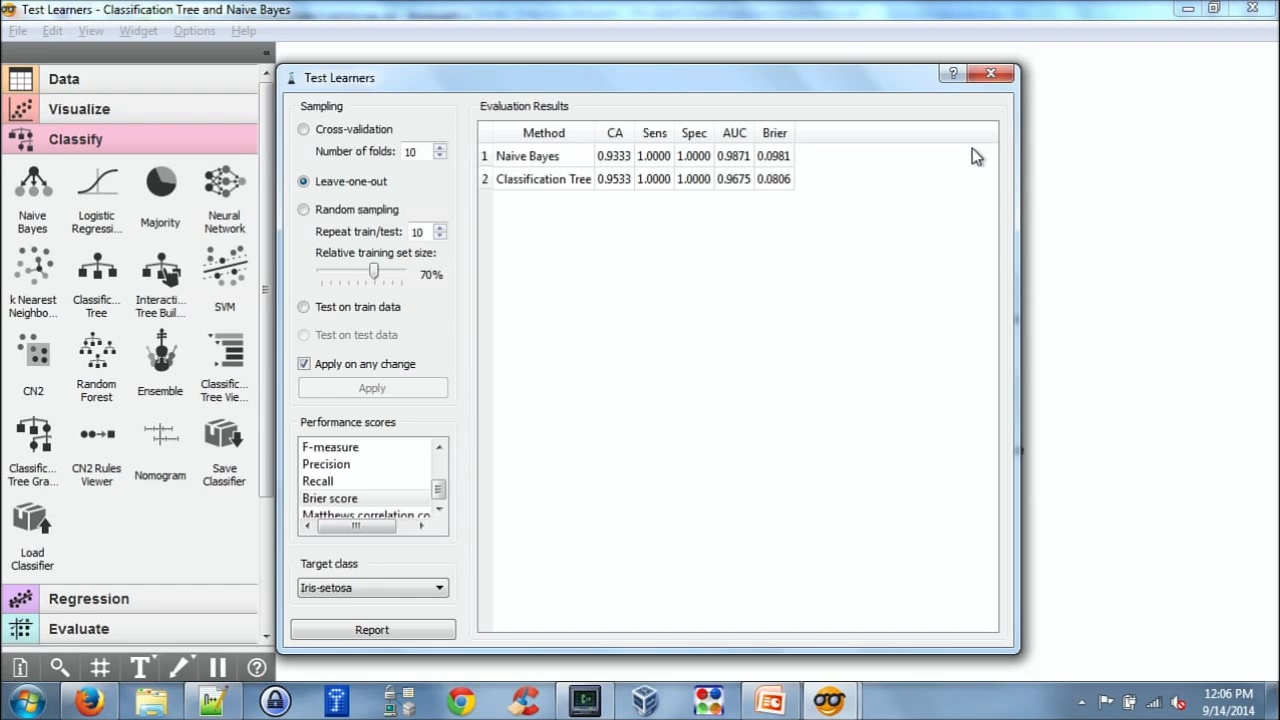 Test Learners - Classification Tree and Naive Bayes
File Edit View Widget Options Help
Data
Visualize
Classify
Naive Bayes
Logistic Regressi...
Majority
Neural Network
k Nearest Neighbo...
Classific... Tree
Interacti... Tree Buil...
SVM
CN2
Random Forest
Ensemble
Classific... Tree Vie...
Classific... Tree Gra...
CN2 Rules Viewer
Nomogram
Save Classifier
Load Classifier
Regression
Evaluate
Test Learners
Sampling
Cross-validation
Number of folds: 10
Leave-one-out
Random sampling
Repeat train/test: 10
Relative training set size:
70%
Test on train data
Test on test data
Apply on any change
Apply
Performance scores
F-measure
Precision
Recall
Brier score
Matthews correlation co
Target class
Iris-setosa
Report
Evaluation Results
Method CA Sens Spec AUC Brier
1 Naive Bayes 0.9333 1.0000 1.0000 0.9871 0.0981
2 Classification Tree 0.9533 1.0000 1.0000 0.9675 0.0806
12:06 PM
9/14/2014